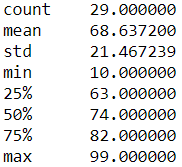 count 29.000000
mean 68.637200
std 21.467239
min 10.000000
25% 63.000000
50% 74.000000
75% 82.000000
max 99.000000